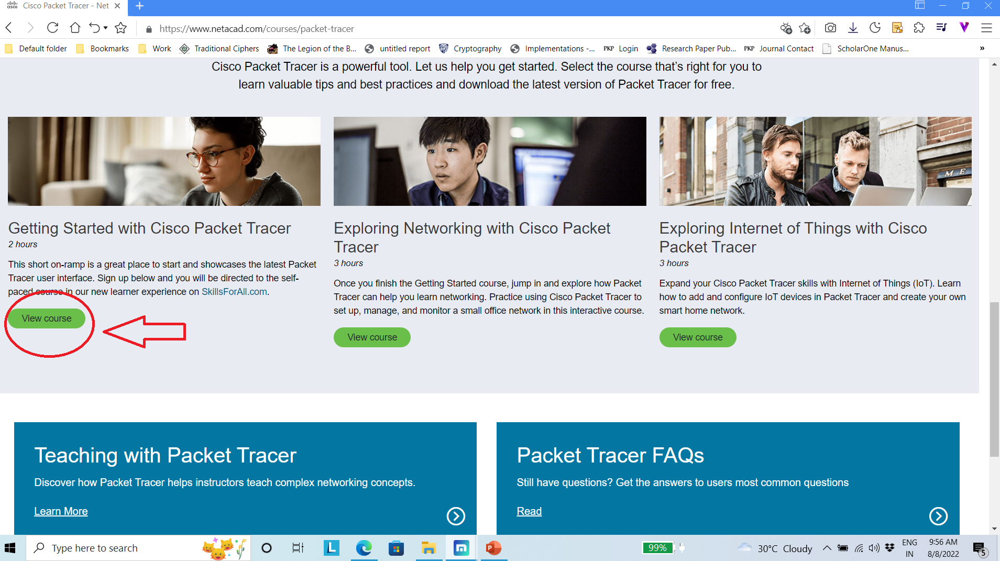 Cisco Packet Tracer - Net
https://www.netacad.com/courses/packet-tracer
Default folder Bookmarks Work Traditional Ciphers The Legion of the B... untitled report Cryptography Implementations -... PKP Login Research Paper Pub... PKP Journal Contact ScholarOne Manus... »
Cisco Packet Tracer is a powerful tool. Let us help you get started. Select the course that’s right for you to
learn valuable tips and best practices and download the latest version of Packet Tracer for free.
Getting Started with Cisco Packet Tracer
2 hours
This short on-ramp is a great place to start and showcases the latest Packet
Tracer user interface. Sign up below and you will be directed to the self-
paced course in our new learner experience on SkillsForAll.com.
View course
Exploring Networking with Cisco Packet
Tracer
3 hours
Once you finish the Getting Started course, jump in and explore how Packet
Tracer can help you learn networking. Practice using Cisco Packet Tracer to
set up, manage, and monitor a small office network in this interactive course.
View course
M E
Exploring Internet of Things with Cisco
Packet Tracer
3 hours
Expand your Cisco Packet Tracer skills with Internet of Things (IoT). Learn
how to add and configure IoT devices in Packet Tracer and create your own
smart home network.
View course
Teaching with Packet Tracer
Discover how Packet Tracer helps instructors teach complex networking concepts.
Learn More
Packet Tracer FAQs
Still have questions? Get the answers to users most common questions
Read
Type here to search
L
P
99%
30°C Cloudy
ENG
IN
9:56 AM
8/8/2022
5